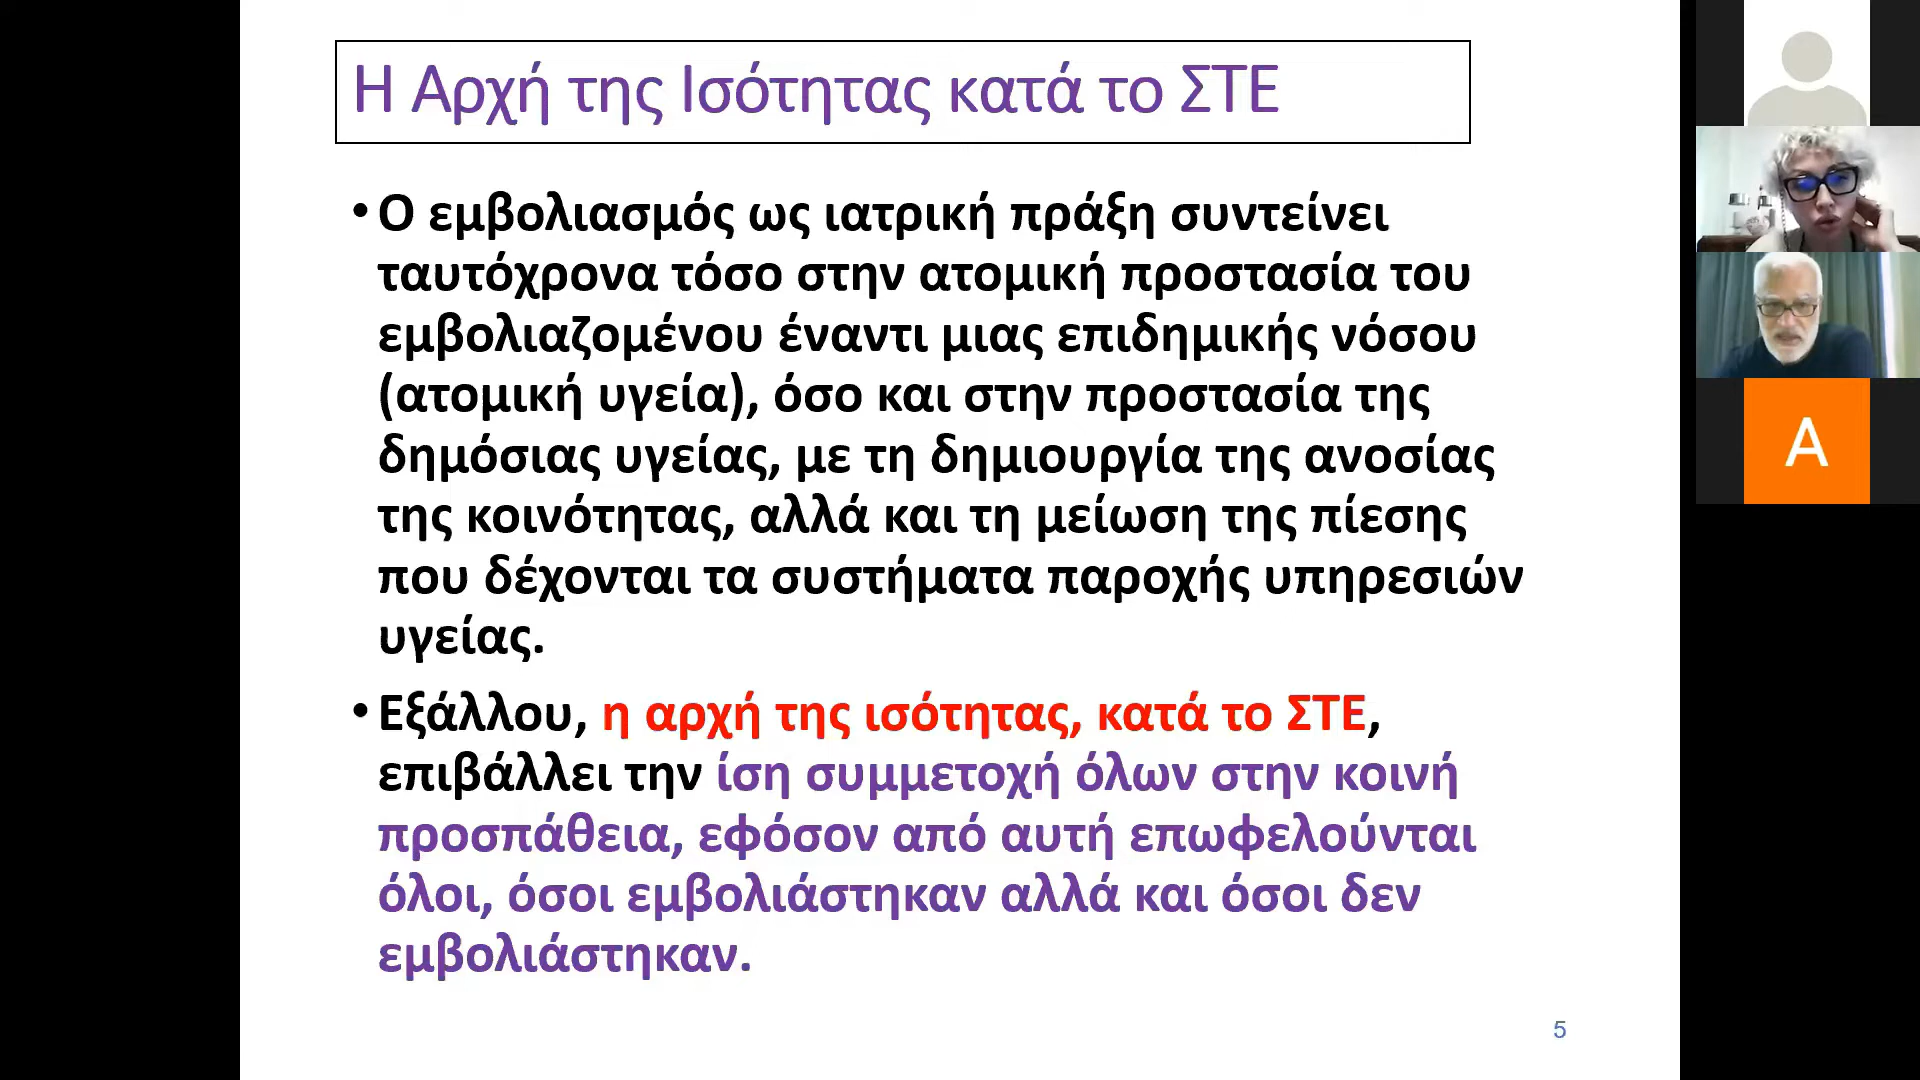 Η Αρχή της Ισότητας κατά το ΣΤΕ
• Ο εμβολιασμός ως ιατρική πράξη συντείνει
ταυτόχρονα τόσο στην ατομική προστασία του
εμβολιαζομένου έναντι μιας επιδημικής νόσου
(ατομική υγεία), όσο και στην προστασία της
δημόσιας υγείας, με τη δημιουργία της ανοσίας
της κοινότητας, αλλά και τη μείωση της πίεσης
που δέχονται τα συστήματα παροχής υπηρεσιών
υγείας.
• Εξάλλου, η αρχή της ισότητας, κατά το ΣΤΕ,
επιβάλλει την ίση συμμετοχή όλων στην κοινή
προσπάθεια, εφόσον από αυτή επωφελούνται
όλοι, όσοι εμβολιάστηκαν αλλά και όσοι δεν
εμβολιάστηκαν.
5
A